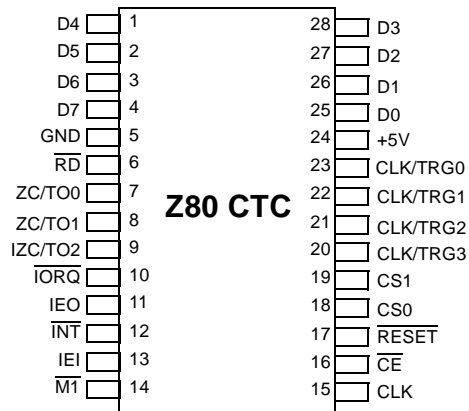 D4 1 28 D3
D5 2 27 D2
D6 3 26 D1
D7 4 25 D0
GND 5 24 +5V
RD 6 23 CLK/TRG0
ZC/TO0 7 22 CLK/TRG1
Z80 CTC
ZC/TO1 8 21 CLK/TRG2
IZC/TO2 9 20 CLK/TRG3
IORQ 10 19 CS1
IEO 11 18 CS0
INT 12 17 RESET
IEI 13 16 CE
M1 14 15 CLK